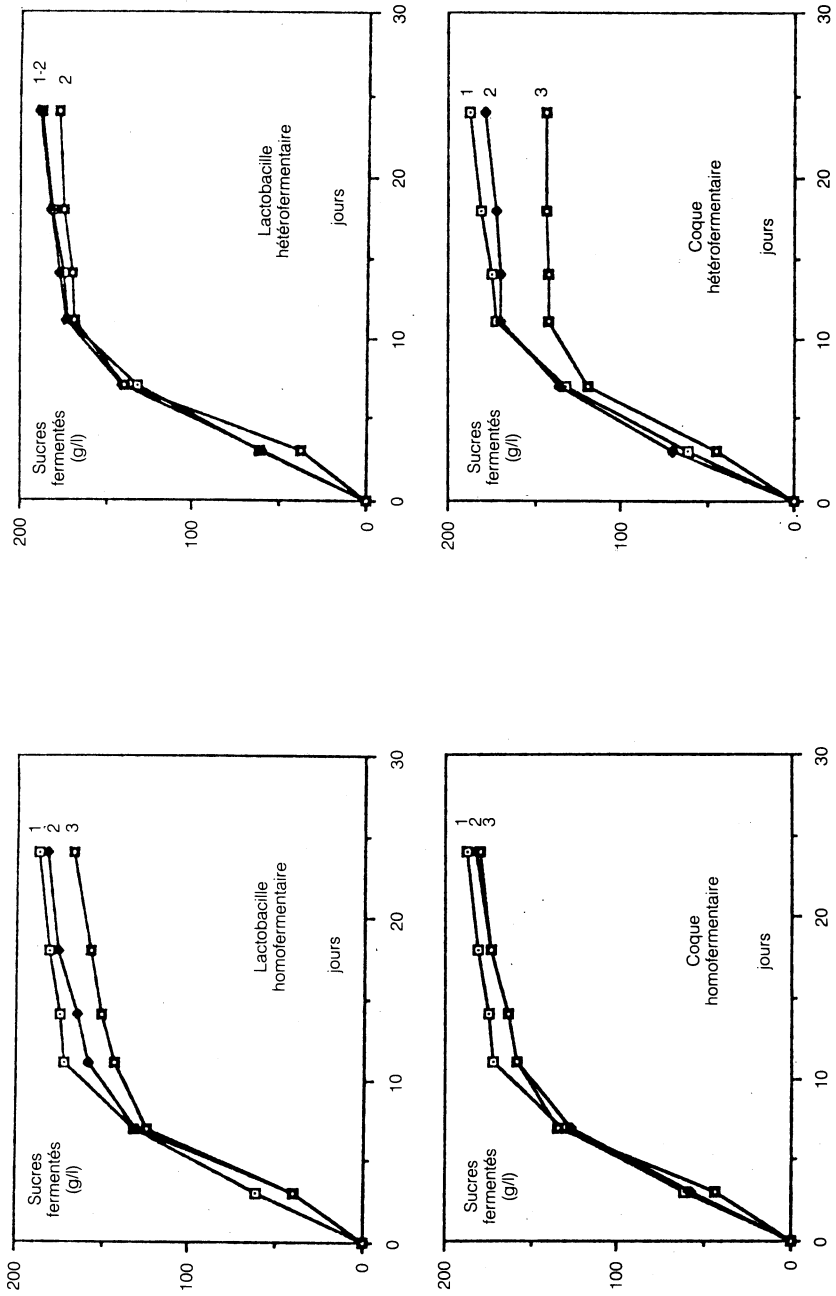 200
Sucres
fermentés
(g/l)
1
2
3
100
Lactobacille
homofermentaire
jours
0
0
10
20
30
200
Sucres
fermentés
(g/l)
1-2
2
100
Lactobacille
hétérofermentaire
jours
0
0
10
20
30
200
Sucres
fermentés
(g/l)
1
2
3
100
Coque
homofermentaire
jours
0
0
10
20
30
200
Sucres
fermentés
(g/l)
1
2
3
100
Coque
hétérofermentaire
jours
0
0
10
20
30